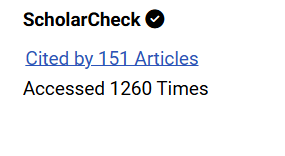 ScholarCheck
Cited by 151 Articles
Accessed 1260 Times